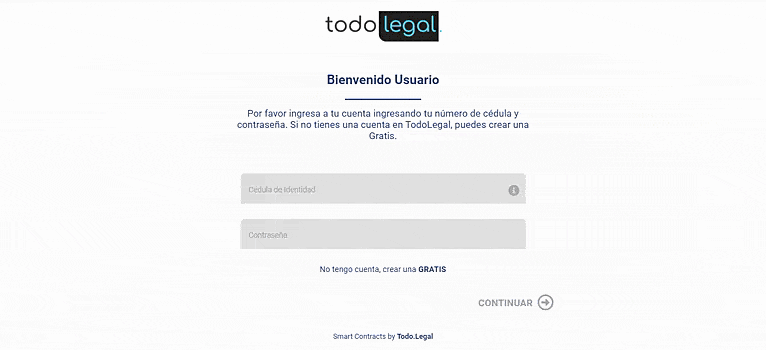 todo legal.
Bienvenido Usuario
Por favor ingresa a tu cuenta ingresando tu número de cédula y
contraseña. Si no tienes una cuenta en TodoLegal, puedes crear una
Gratis.
Cédula de Identidad
Contraseña
No tengo cuenta, crear una GRATIS
CONTINUAR
Smart Contracts by Todo.Legal